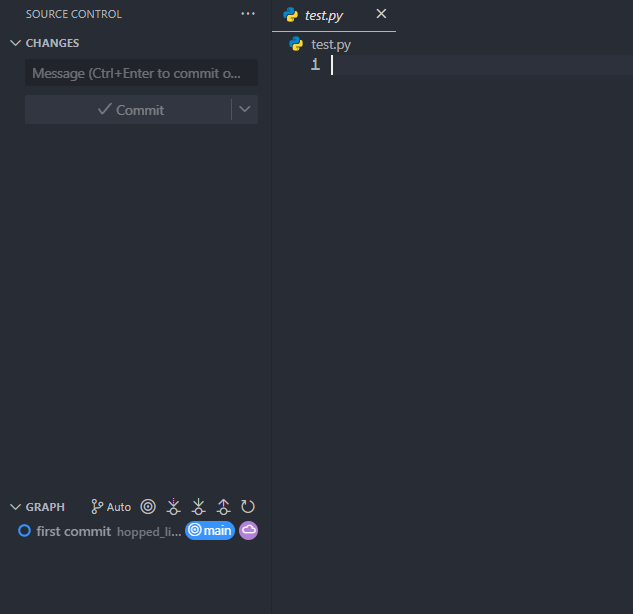 SOURCE CONTROL
CHANGES
Message (Ctrl+Enter to commit o...
Commit
GRAPH Auto
first commit hopped_li... main
test.py
test.py
1